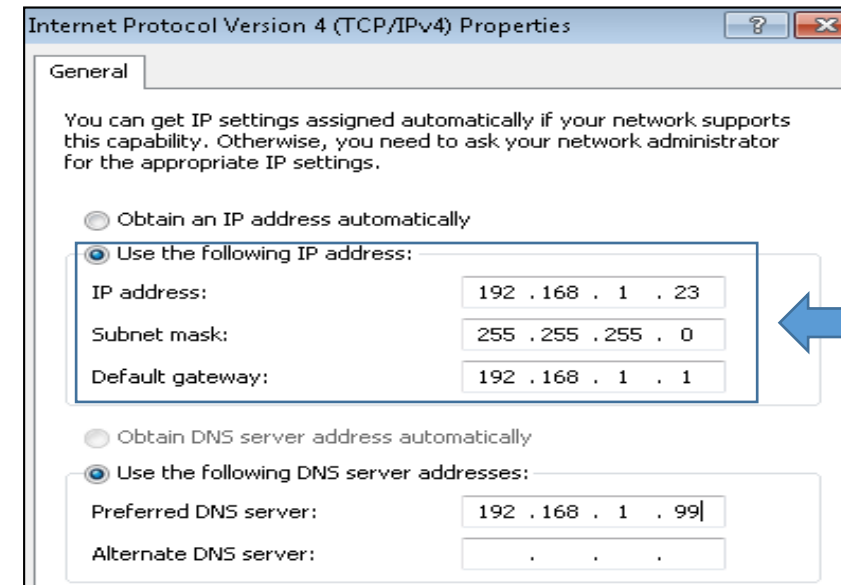 Internet Protocol Version 4 (TCP/IPv4) Properties
?
General
You can get IP settings assigned automatically if your network supports
this capability. Otherwise, you need to ask your network administrator
for the appropriate IP settings.
Obtain an IP address automatically
Use the following IP address:
IP address: 192 . 168 . 1 . 23
Subnet mask: 255 . 255 . 255 . 0
Default gateway: 192 . 168 . 1 . 1
Obtain DNS server address automatically
Use the following DNS server addresses:
Preferred DNS server: 192 . 168 . 1 . 99
Alternate DNS server: . . .